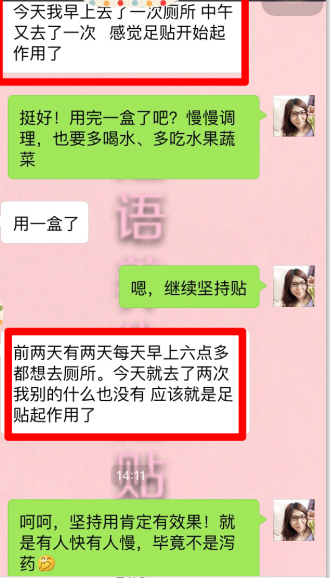 今天我早上去了一次厕所 中午
又去了一次 感觉足贴开始起
作用了
挺好！用完一盒了吧？慢慢调
理，也要多喝水、多吃水果蔬
菜
语
用一盒了
嗯，继续坚持贴
前两天有两天每天早上六点多
都想去厕所。今天就去了两次
我别的什么也没有 应该就是足
贴起作用了
14:11
贴
呵呵，坚持用肯定有效果！就
是有人快有人慢，毕竟不是泻
药